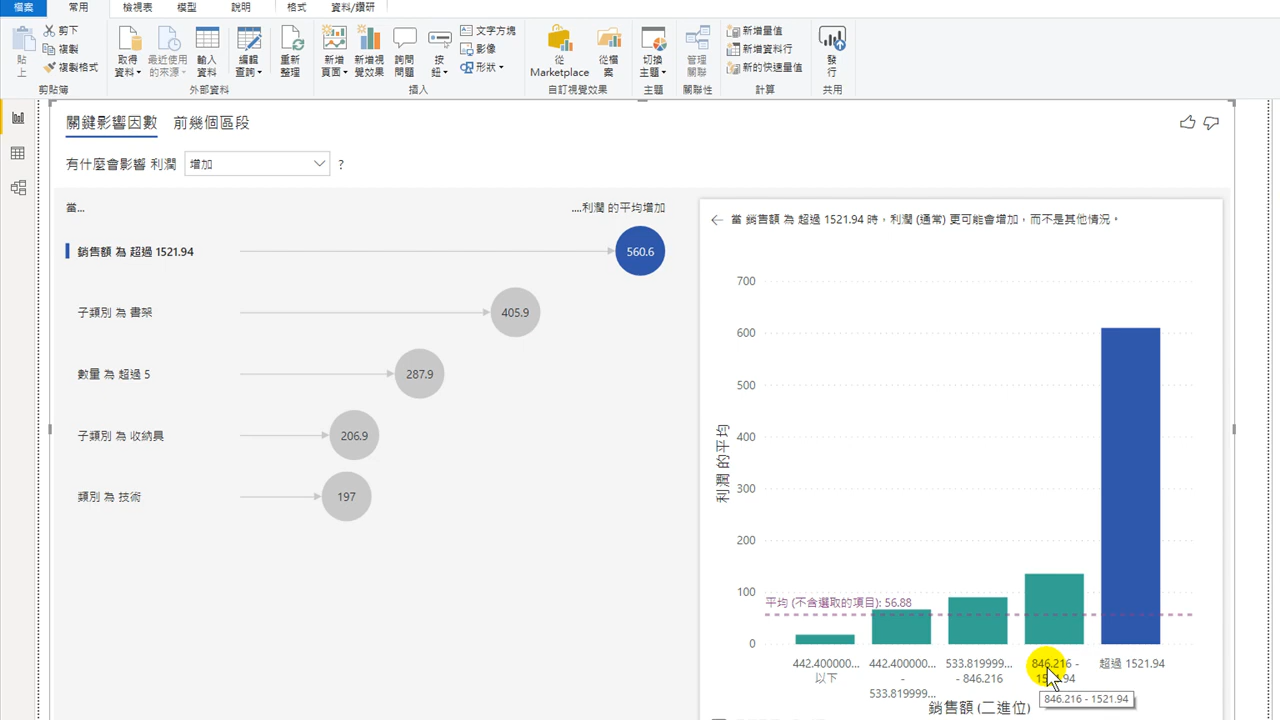 檔案
常用
檢視表
模型
說明
格式
資料/鑽研
貼
上
剪下
複製
複製格式
剪貼簿
取得
資料
最近使用
的來源
輸入
資料
編輯
查詢
外部資料
重新
整理
新增
頁面
新增視
覺效果
詢問
問題
按
鈕
文字方塊
影像
形狀
插入
從
Marketplace
從檔
案
自訂視覺效果
切換
主題
主題
管理
關聯
關聯性
新增量值
新增資料行
新的快速量值
計算
發
行
共用
關鍵影響因數
前幾個區段
有什麼會影響 利潤
增加
?
當...
....利潤 的平均增加
銷售額 為 超過 1521.94
560.6
子類別 為 書架
405.9
數量 為 超過 5
287.9
子類別 為 收納具
206.9
類別 為 技術
197
當 銷售額 為 超過 1521.94 時，利潤 (通常) 更可能會增加，而不是其他情況。
利潤 的平均
700
600
500
400
300
200
100
0
平均 (不含選取的項目): 56.88
442.400000...
以下
442.400000...
-
533.819999...
533.819999...
- 846.216
846.216 -
超過 1521.94
846.216 - 1521.94
銷售額 (二進位)